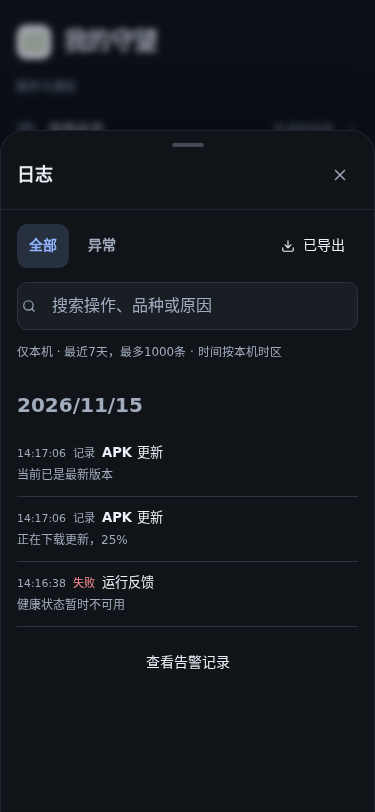 我的守望
日志
全部 异常 已导出
搜索操作、品种或原因
仅本机 · 最近7天，最多1000条 · 时间按本机时区
2026/11/15
14:17:06 记录 APK 更新
当前已是最新版本
14:17:06 记录 APK 更新
正在下载更新，25%
14:16:38 失败 运行反馈
健康状态暂时不可用
查看告警记录